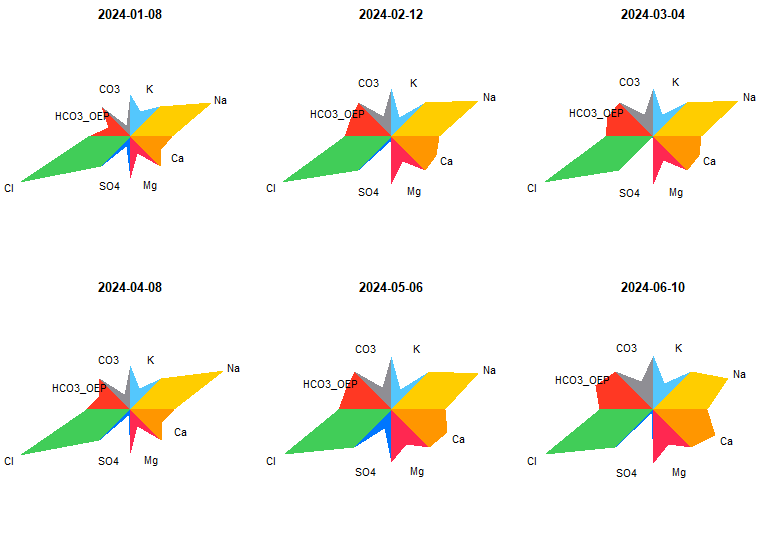 2024-01-08
2024-02-12
2024-03-04
CO3
K
Na
HCO3_OEP
Ca
Cl
SO4
Mg
CO3
K
Na
HCO3_OEP
Ca
Cl
SO4
Mg
CO3
K
Na
HCO3_OEP
Ca
Cl
SO4
Mg
2024-04-08
2024-05-06
2024-06-10
CO3
K
Na
HCO3_OEP
Ca
Cl
SO4
Mg
CO3
K
Na
HCO3_OEP
Ca
Cl
SO4
Mg
CO3
K
Na
HCO3_OEP
Ca
Cl
SO4
Mg